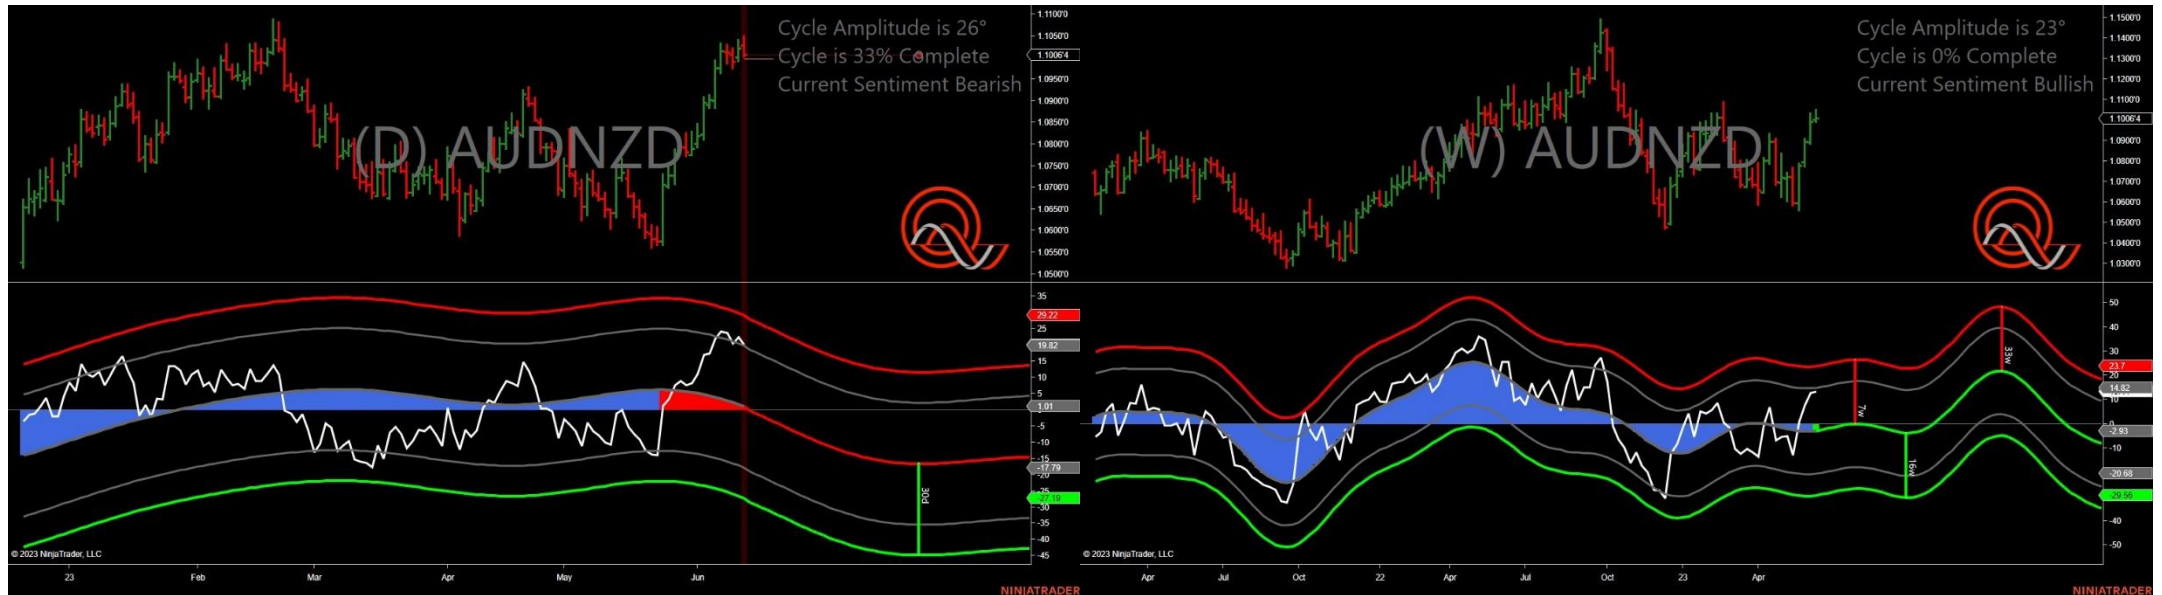 Cycle Amplitude is 26°
Cycle is 33% Complete
Current Sentiment Bearish
(D) AUDNZD
1.1100'0
1.1050'0
1.1006'4
1.0950'0
1.0900'0
1.0850'0
1.0800'0
1.0750'0
1.0700'0
1.0650'0
1.0600'0
1.0550'0
1.0500'0
35
29.22
25
19.82
15
10
5
1.01
-5
-10
-15
-17.79
-25
-27.19
-30
-35
-40
-45
30d
© 2023 NinjaTrader, LLC
23
Feb
Mar
Apr
May
Jun
NINJATRADER
Cycle Amplitude is 23°
Cycle is 0% Complete
Current Sentiment Bullish
(W) AUDNZD
1.1500'0
1.1400'0
1.1300'0
1.1200'0
1.1100'0
1.1006'4
1.0900'0
1.0800'0
1.0700'0
1.0600'0
1.0500'0
1.0400'0
1.0300'0
50
40
30
23.7
20
14.82
10
0
-2.93
-10
-20.68
-29.56
-40
-50
7w
16w
33w
© 2023 NinjaTrader, LLC
Apr
Jul
Oct
22
Apr
Jul
Oct
23
Apr
NINJATRADER